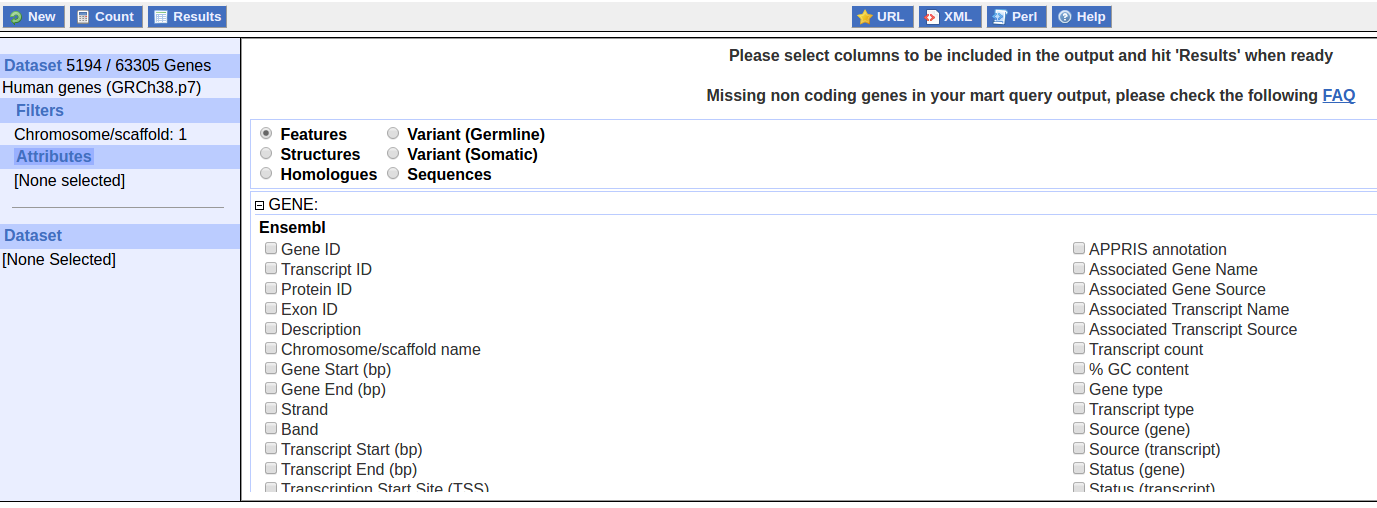 New Count Results URL XML Perl Help
Dataset 5194 / 63305 Genes
Human genes (GRCh38.p7)
Filters
Chromosome/scaffold: 1
Attributes
[None selected]
Dataset
[None Selected]
Please select columns to be included in the output and hit 'Results' when ready
Missing non coding genes in your mart query output, please check the following FAQ
Features Variant (Germline)
Structures Variant (Somatic)
Homologues Sequences
GENE:
Ensembl
Gene ID
Transcript ID
Protein ID
Exon ID
Description
Chromosome/scaffold name
Gene Start (bp)
Gene End (bp)
Strand
Band
Transcript Start (bp)
Transcript End (bp)
Transcription Start Site (TSS)
APPRIS annotation
Associated Gene Name
Associated Gene Source
Associated Transcript Name
Associated Transcript Source
Transcript count
% GC content
Gene type
Transcript type
Source (gene)
Source (transcript)
Status (gene)
Status (transcript)